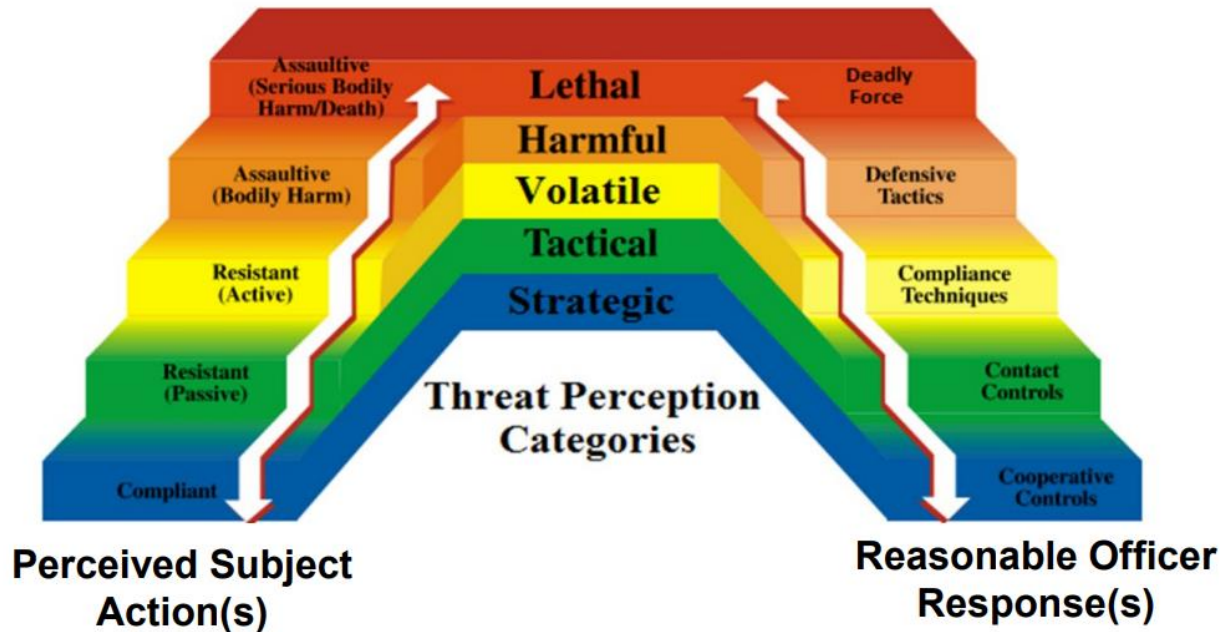 Assaultive
(Serious Bodily
Harm/Death)
Lethal
Deadly
Force
Harmful
Assaultive
(Bodily Harm)
Volatile
Defensive
Tactics
Tactical
Resistant
(Active)
Strategic
Compliance
Techniques
Resistant
(Passive)
Threat Perception
Categories
Contact
Controls
Compliant
Cooperative
Controls
Perceived Subject
Action(s)
Reasonable Officer
Response(s)